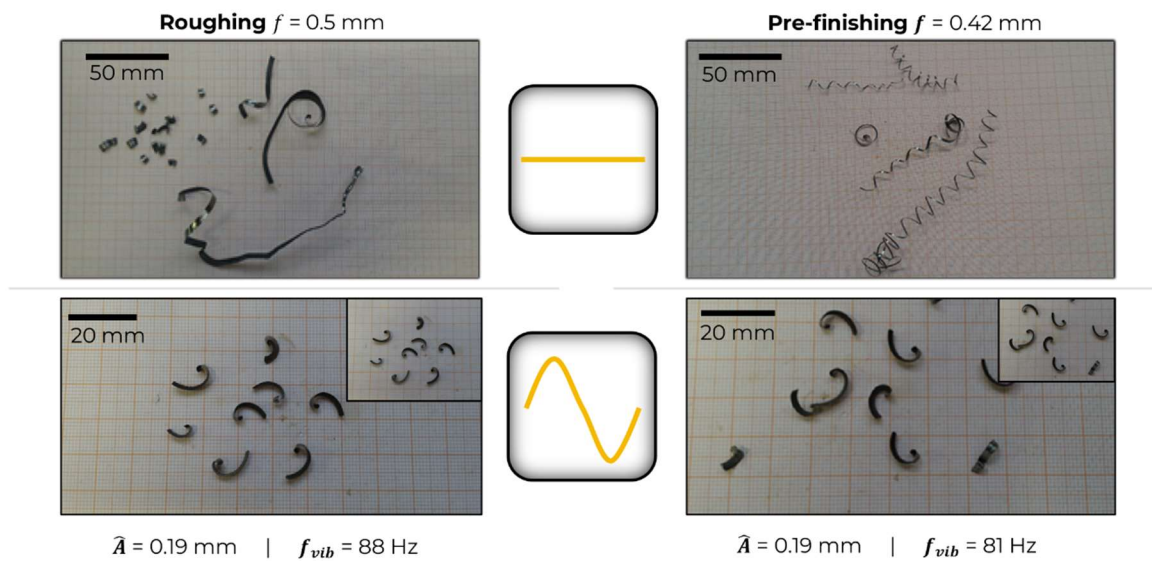 Roughing f = 0.5 mm
Pre-finishing f = 0.42 mm
50 mm
50 mm
20 mm
20 mm
Â = 0.19 mm | f_vib = 88 Hz
Â = 0.19 mm | f_vib = 81 Hz